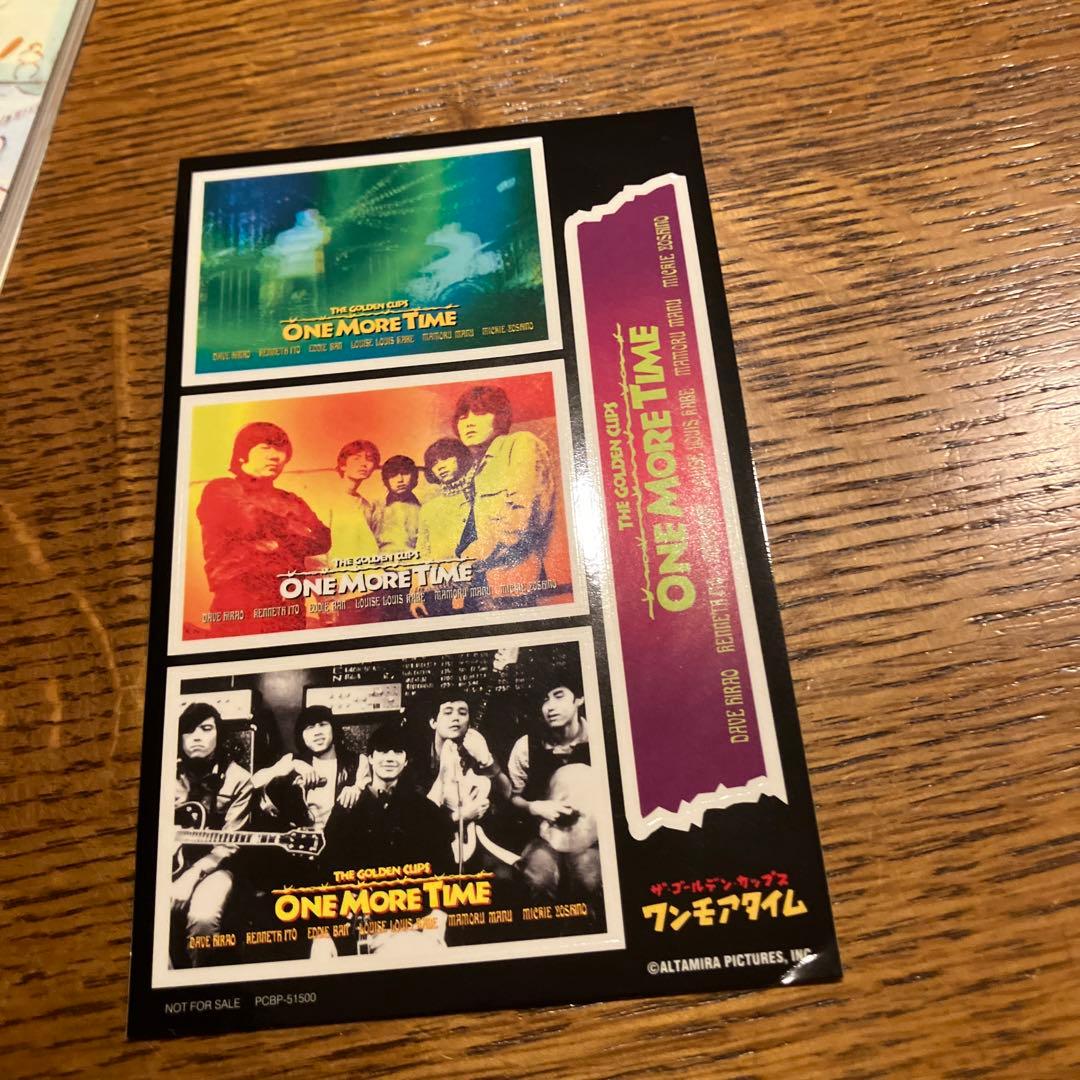 THE GOLDEN CUPS
ONE MORE TIME
DAVE HIRAO KENNETH ITO EDDIE BAN LOUISE LOUIS KABE MAMORU MANU MICKIE YOSHINO
THE GOLDEN CUPS
ONE MORE TIME
DAVE HIRAO KENNETH ITO EDDIE BAN LOUISE LOUIS KABE MAMORU MANU MICKIE YOSHINO
THE GOLDEN CUPS
ONE MORE TIME
DAVE HIRAO KENNETH ITO EDDIE BAN LOUISE LOUIS KABE MAMORU MANU MICKIE YOSHINO
THE GOLDEN CUPS
ONE MORE TIME
DAVE HIRAO KENNETH LOUISE LOUIS KABE MAMORU MANU MICKIE YOSHINO
ザ・ゴールデン・カップス
ワンモアタイム
©ALTAMIRA PICTURES, INC.
NOT FOR SALE PCBP-51500